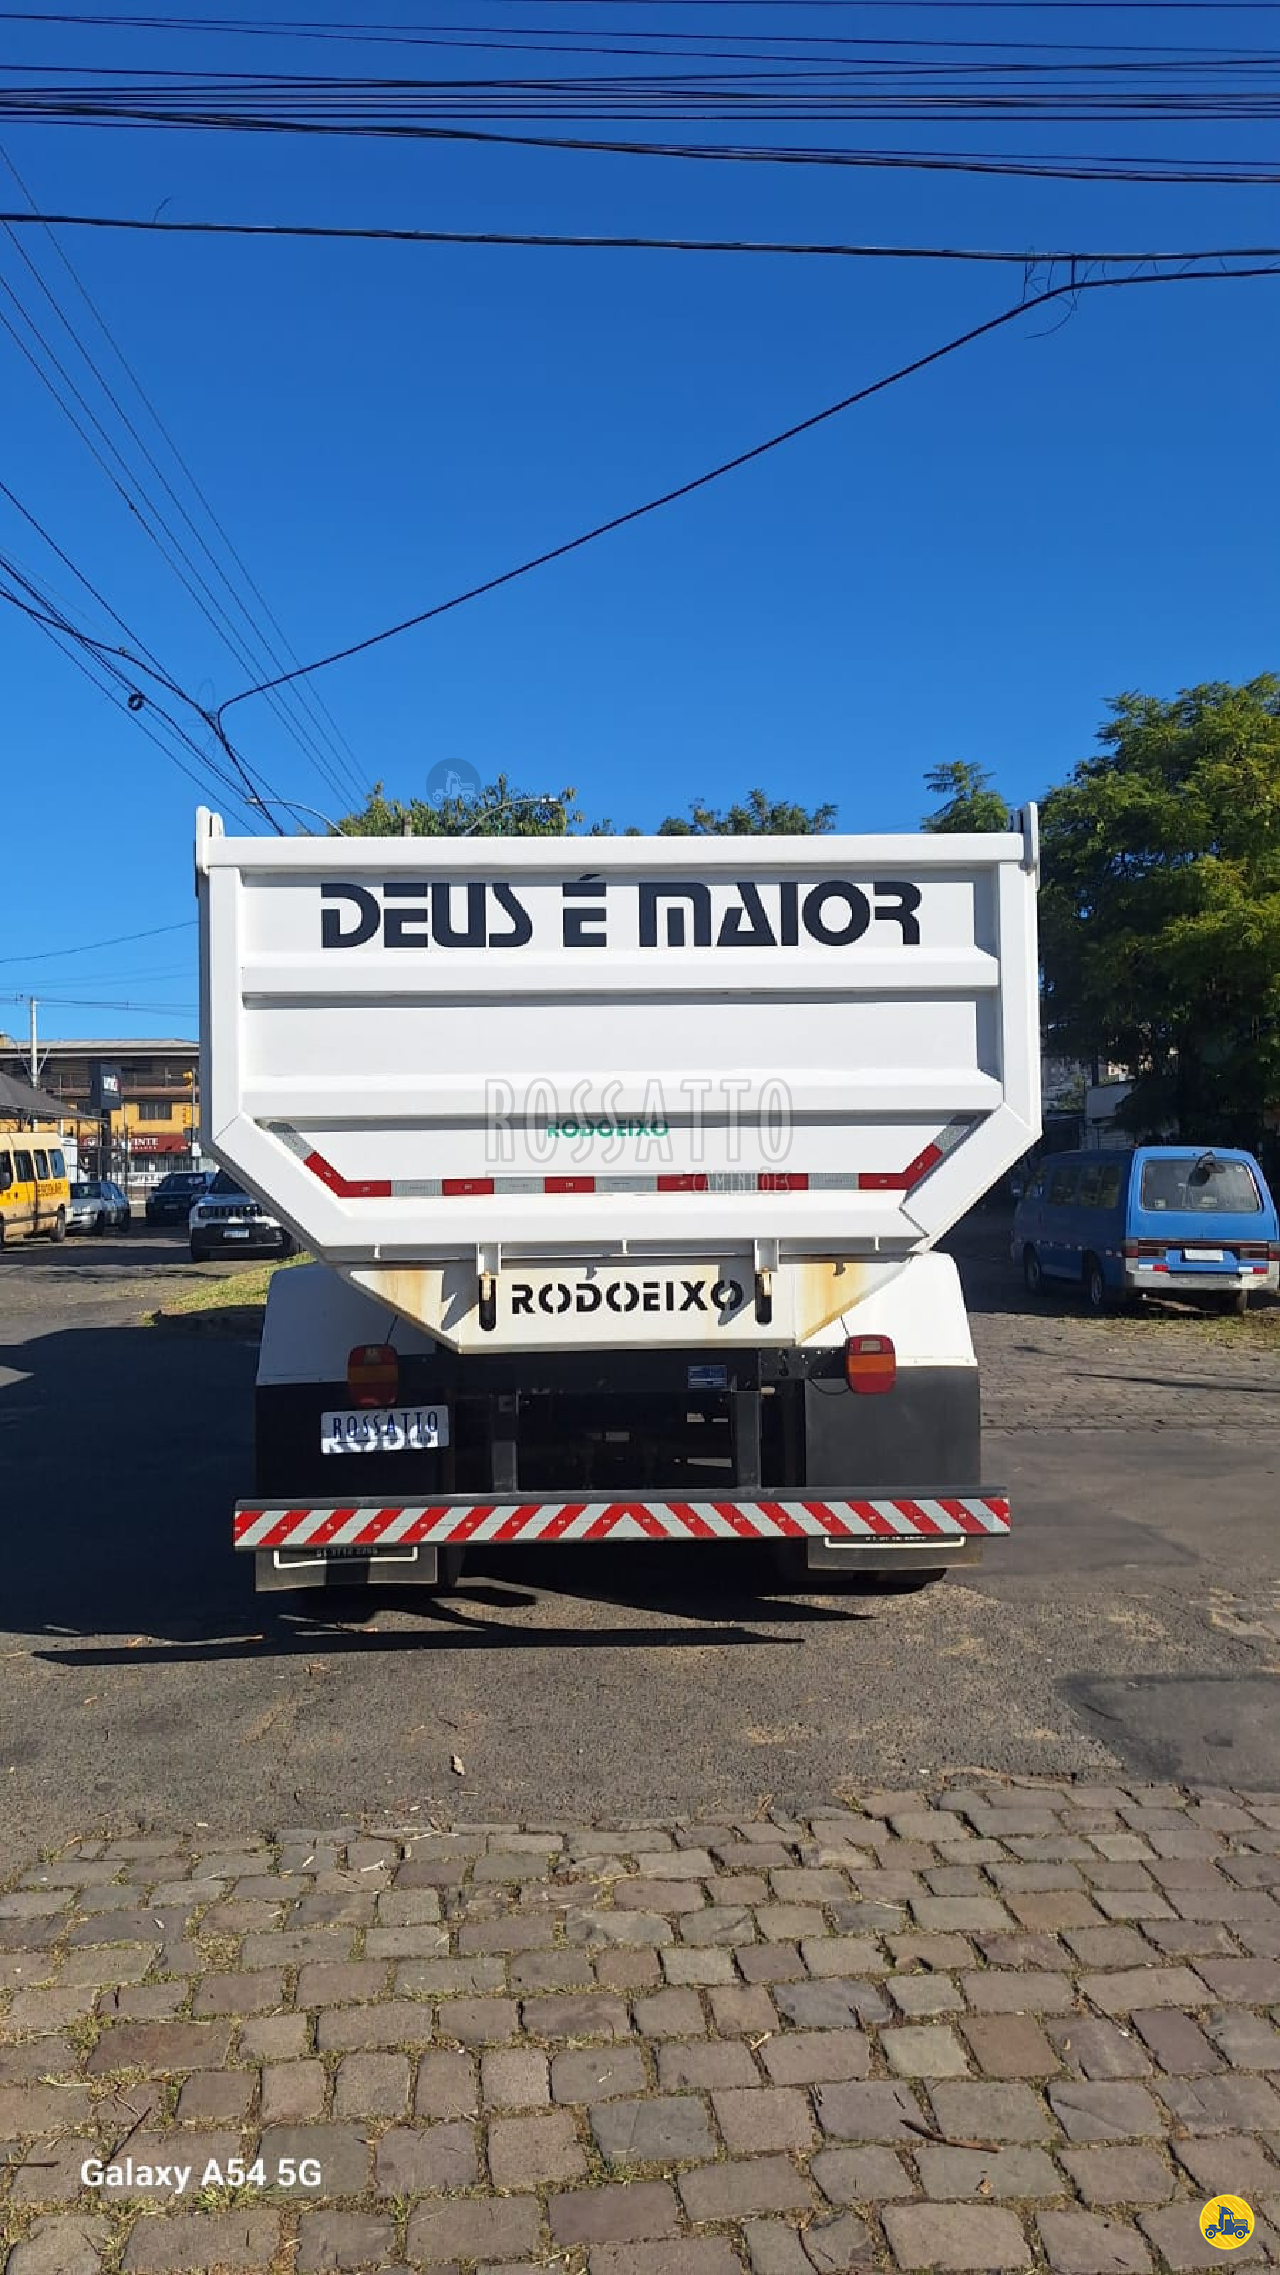 DEUS É MAIOR
ROSSATTO
RODOEIXO
CAMINHÕES
RODOEIXO
ROSSATTO
RODO
Galaxy A54 5G